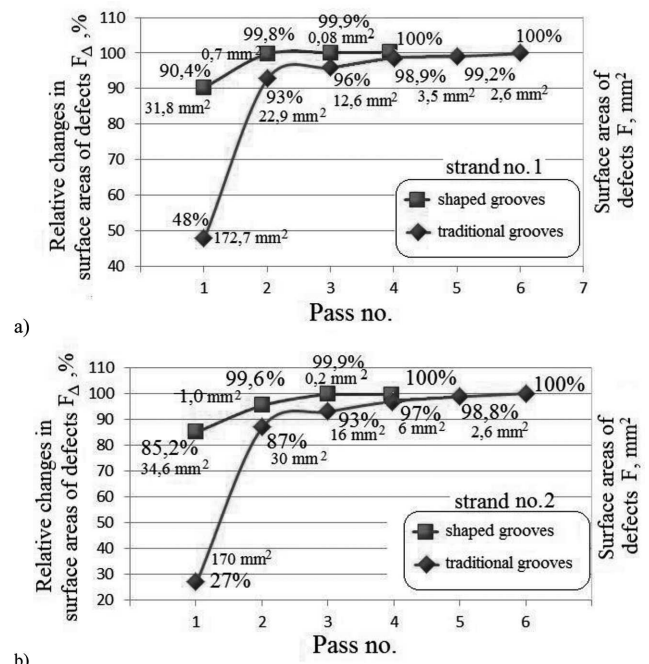 Relative changes in
surface areas of defects F∆ ,%
110
100
90
80
70
60
50
40
99,8%
0,7 mm2
90,4%
31,8 mm2
99,9%
0,08 mm2
100%
100%
93%
22,9 mm2
96%
12,6 mm2
98,9%
3,5 mm2
99,2%
2,6 mm2
48%
172,7 mm2
strand no.1
shaped grooves
traditional grooves
1 2 3 4 5 6 7
Pass no.
Surface areas of
defects F, mm2
a)
Relative changes in
surface areas of defects F∆ ,%
110
100
90
80
70
60
50
40
30
20
99,6%
1,0 mm2
85,2%
34,6 mm2
99,9%
0,2 mm2
100%
100%
87%
30 mm2
93%
16 mm2
97%
6 mm2
98,8%
2,6 mm2
170 mm2
27%
strand no.2
shaped grooves
traditional grooves
1 2 3 4 5 6
Pass no.
Surface areas of
defects F, mm2
b)